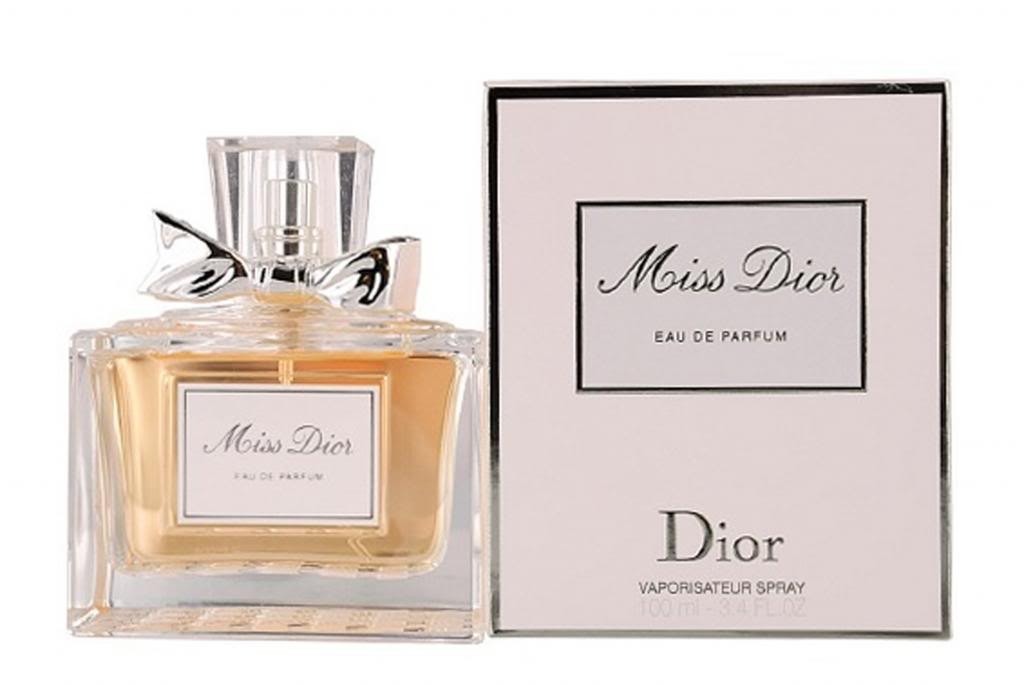 Miss Dior
EAU DE PARFUM
Miss Dior
EAU DE PARFUM
Dior
VAPORISATEUR SPRAY
100 ml - 3.4 FL.OZ